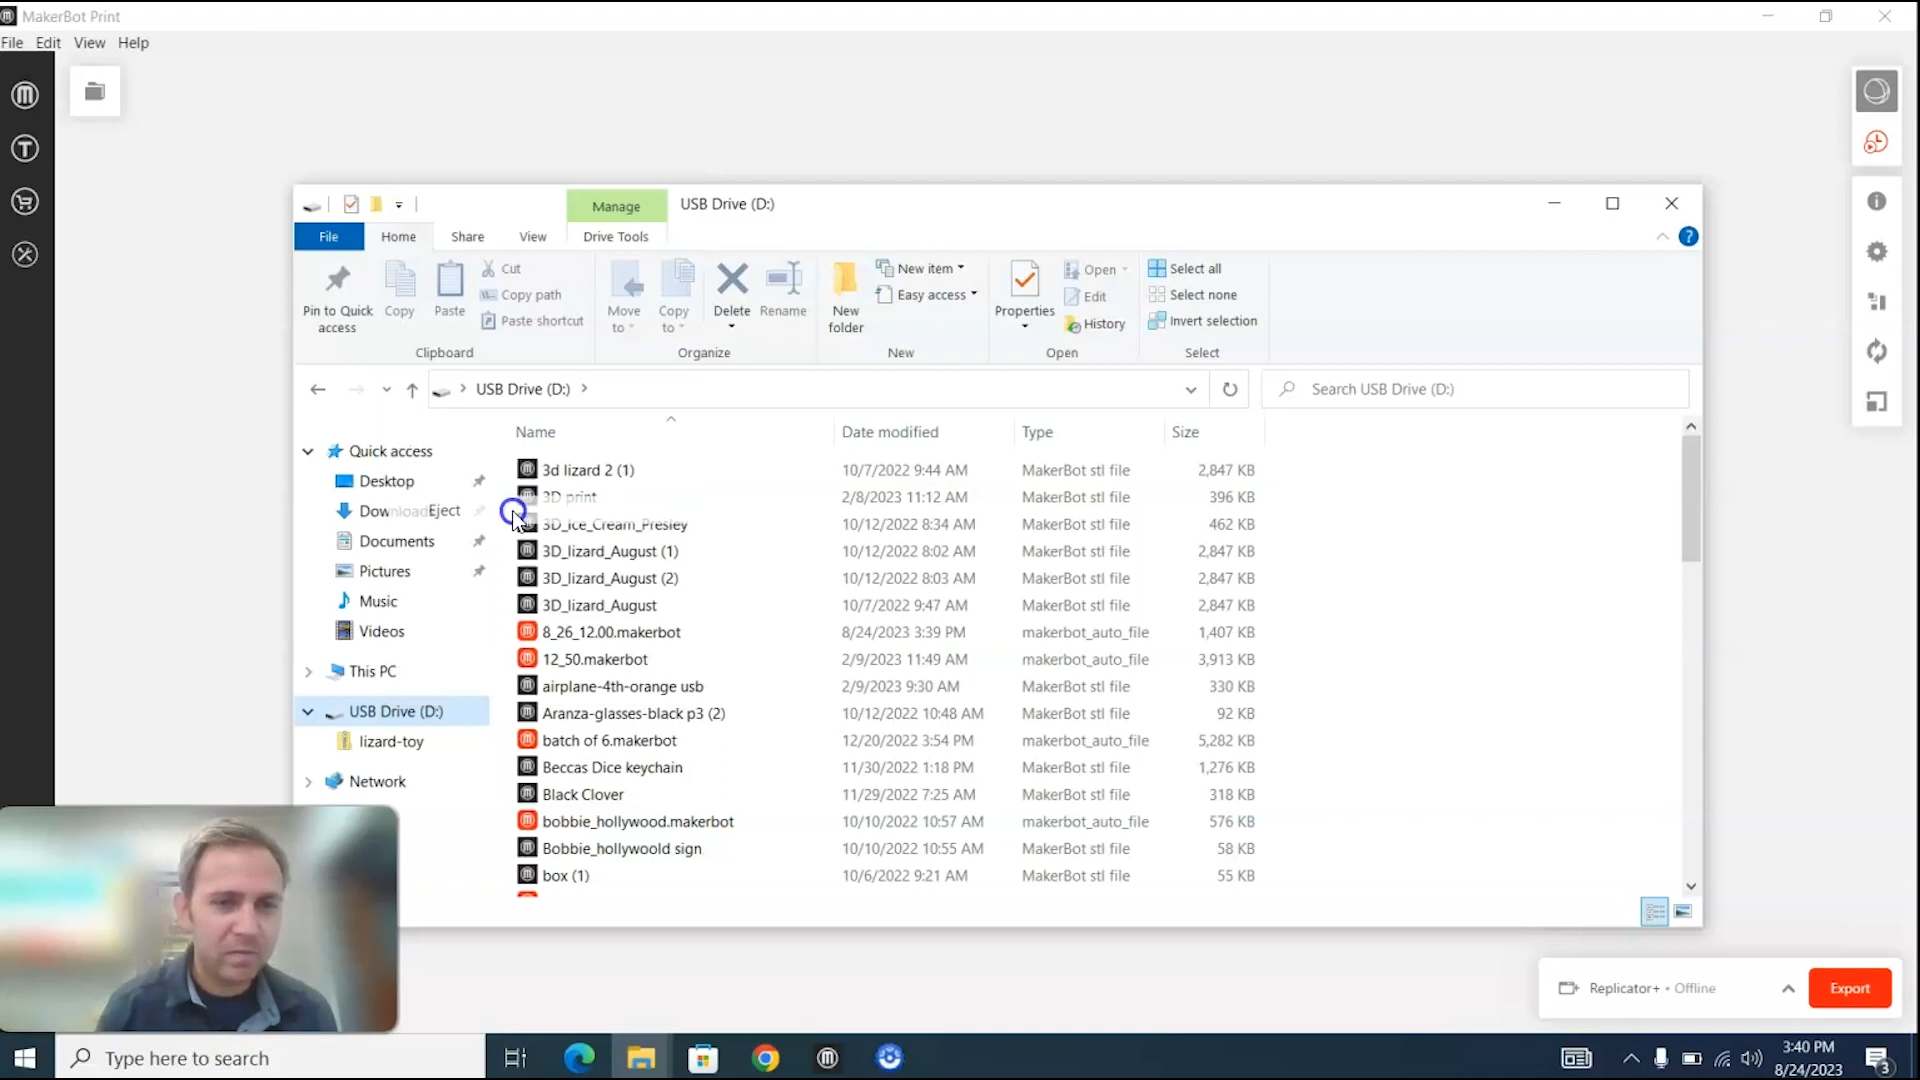 MakerBot Print
File Edit View Help
Manage USB Drive (D:)
File Home Share View Drive Tools
Pin to Quick access
Copy
Paste
Cut
Copy path
Paste shortcut
Clipboard
Move to
Copy to
Delete
Rename
Organize
New folder
New item
Easy access
New
Properties
Open
Edit
History
Open
Select all
Select none
Invert selection
Select
USB Drive (D:)
Search USB Drive (D:)
Quick access
Desktop
Downloads
Eject
Documents
Pictures
Music
Videos
This PC
USB Drive (D:)
lizard-toy
Network
Name Date modified Type Size
3d lizard 2 (1) 10/7/2022 9:44 AM MakerBot stl file 2,847 KB
3D print 2/8/2023 11:12 AM MakerBot stl file 396 KB
3D_Ice_Cream_Presley 10/12/2022 8:34 AM MakerBot stl file 462 KB
3D_lizard_August (1) 10/12/2022 8:02 AM MakerBot stl file 2,847 KB
3D_lizard_August (2) 10/12/2022 8:03 AM MakerBot stl file 2,847 KB
3D_lizard_August 10/7/2022 9:47 AM MakerBot stl file 2,847 KB
8_26_12.00.makerbot 8/24/2023 3:39 PM makerbot_auto_file 1,407 KB
12_50.makerbot 2/9/2023 11:49 AM makerbot_auto_file 3,913 KB
airplane-4th-orange usb 2/9/2023 9:30 AM MakerBot stl file 330 KB
Aranza-glasses-black p3 (2) 10/12/2022 10:48 AM MakerBot stl file 92 KB
batch of 6.makerbot 12/20/2022 3:54 PM makerbot_auto_file 5,282 KB
Beccas Dice keychain 11/30/2022 1:18 PM MakerBot stl file 1,276 KB
Black Clover 11/29/2022 7:25 AM MakerBot stl file 318 KB
bobbie_hollywood.makerbot 10/10/2022 10:57 AM makerbot_auto_file 576 KB
Bobbie_hollywoold sign 10/10/2022 10:55 AM MakerBot stl file 58 KB
box (1) 10/6/2022 9:21 AM MakerBot stl file 55 KB
Replicator+ • Offline
Export
Type here to search
3:40 PM
8/24/2023
3